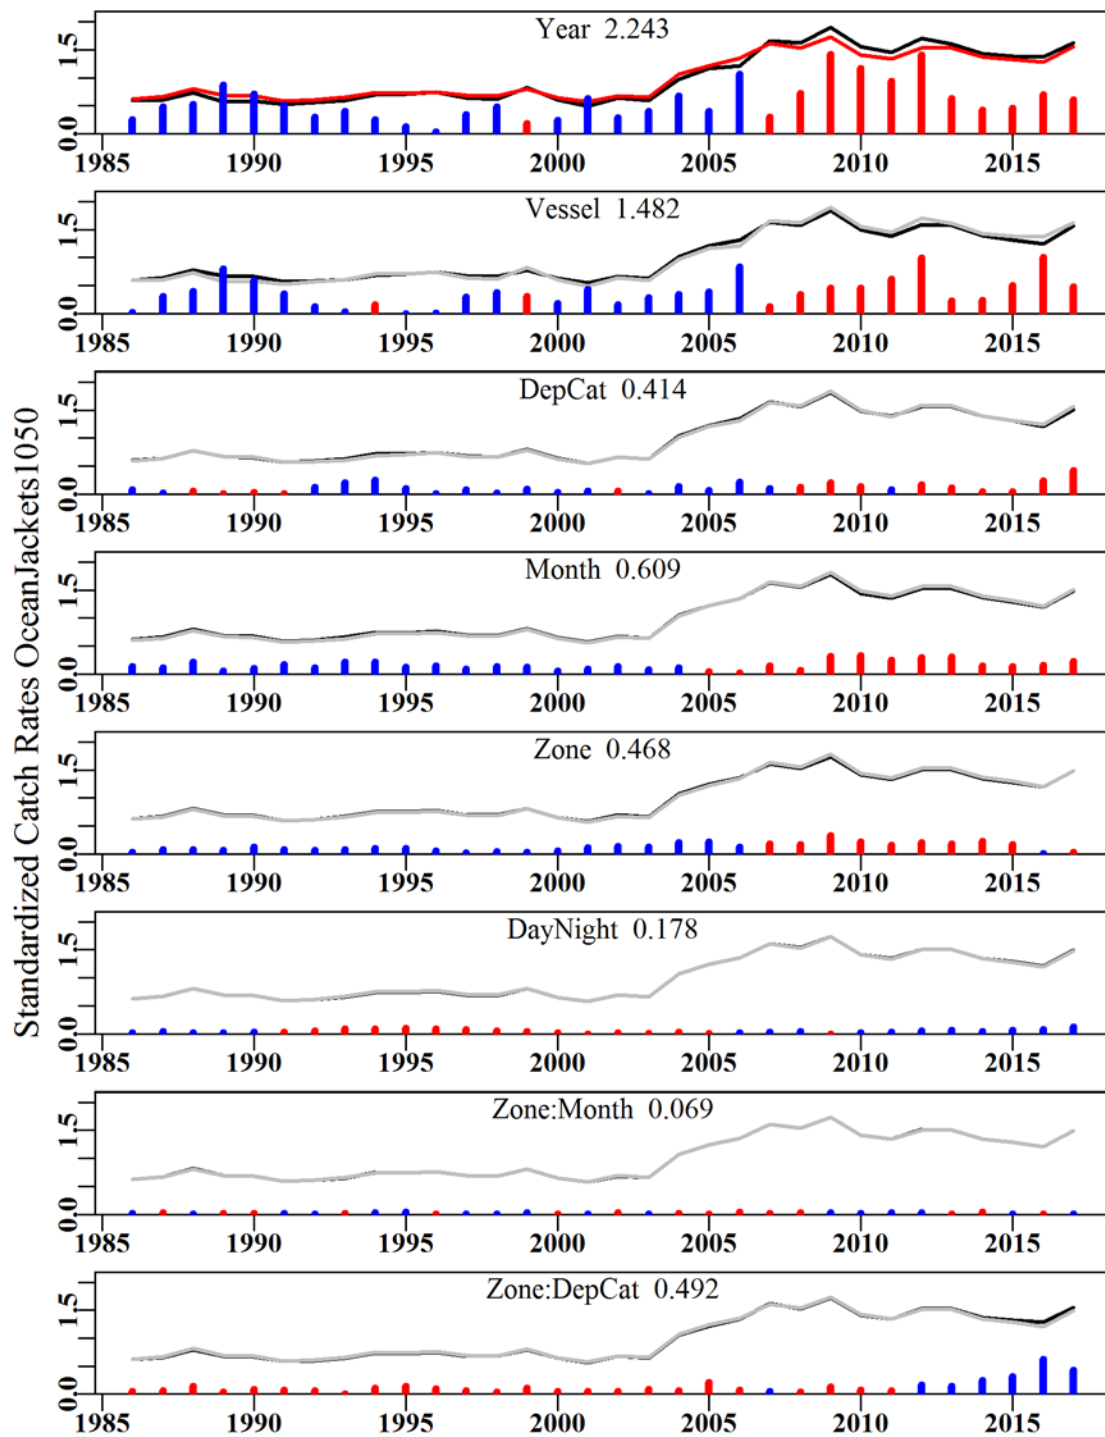 Standardized Catch Rates OceanJackets1050
Year 2.243
1.5
0.0
1985 1990 1995 2000 2005 2010 2015
Vessel 1.482
1.5
0.0
1985 1990 1995 2000 2005 2010 2015
DepCat 0.414
1.5
0.0
1985 1990 1995 2000 2005 2010 2015
Month 0.609
1.5
0.0
1985 1990 1995 2000 2005 2010 2015
Zone 0.468
1.5
0.0
1985 1990 1995 2000 2005 2010 2015
DayNight 0.178
1.5
0.0
1985 1990 1995 2000 2005 2010 2015
Zone:Month 0.069
1.5
0.0
1985 1990 1995 2000 2005 2010 2015
Zone:DepCat 0.492
1.5
0.0
1985 1990 1995 2000 2005 2010 2015